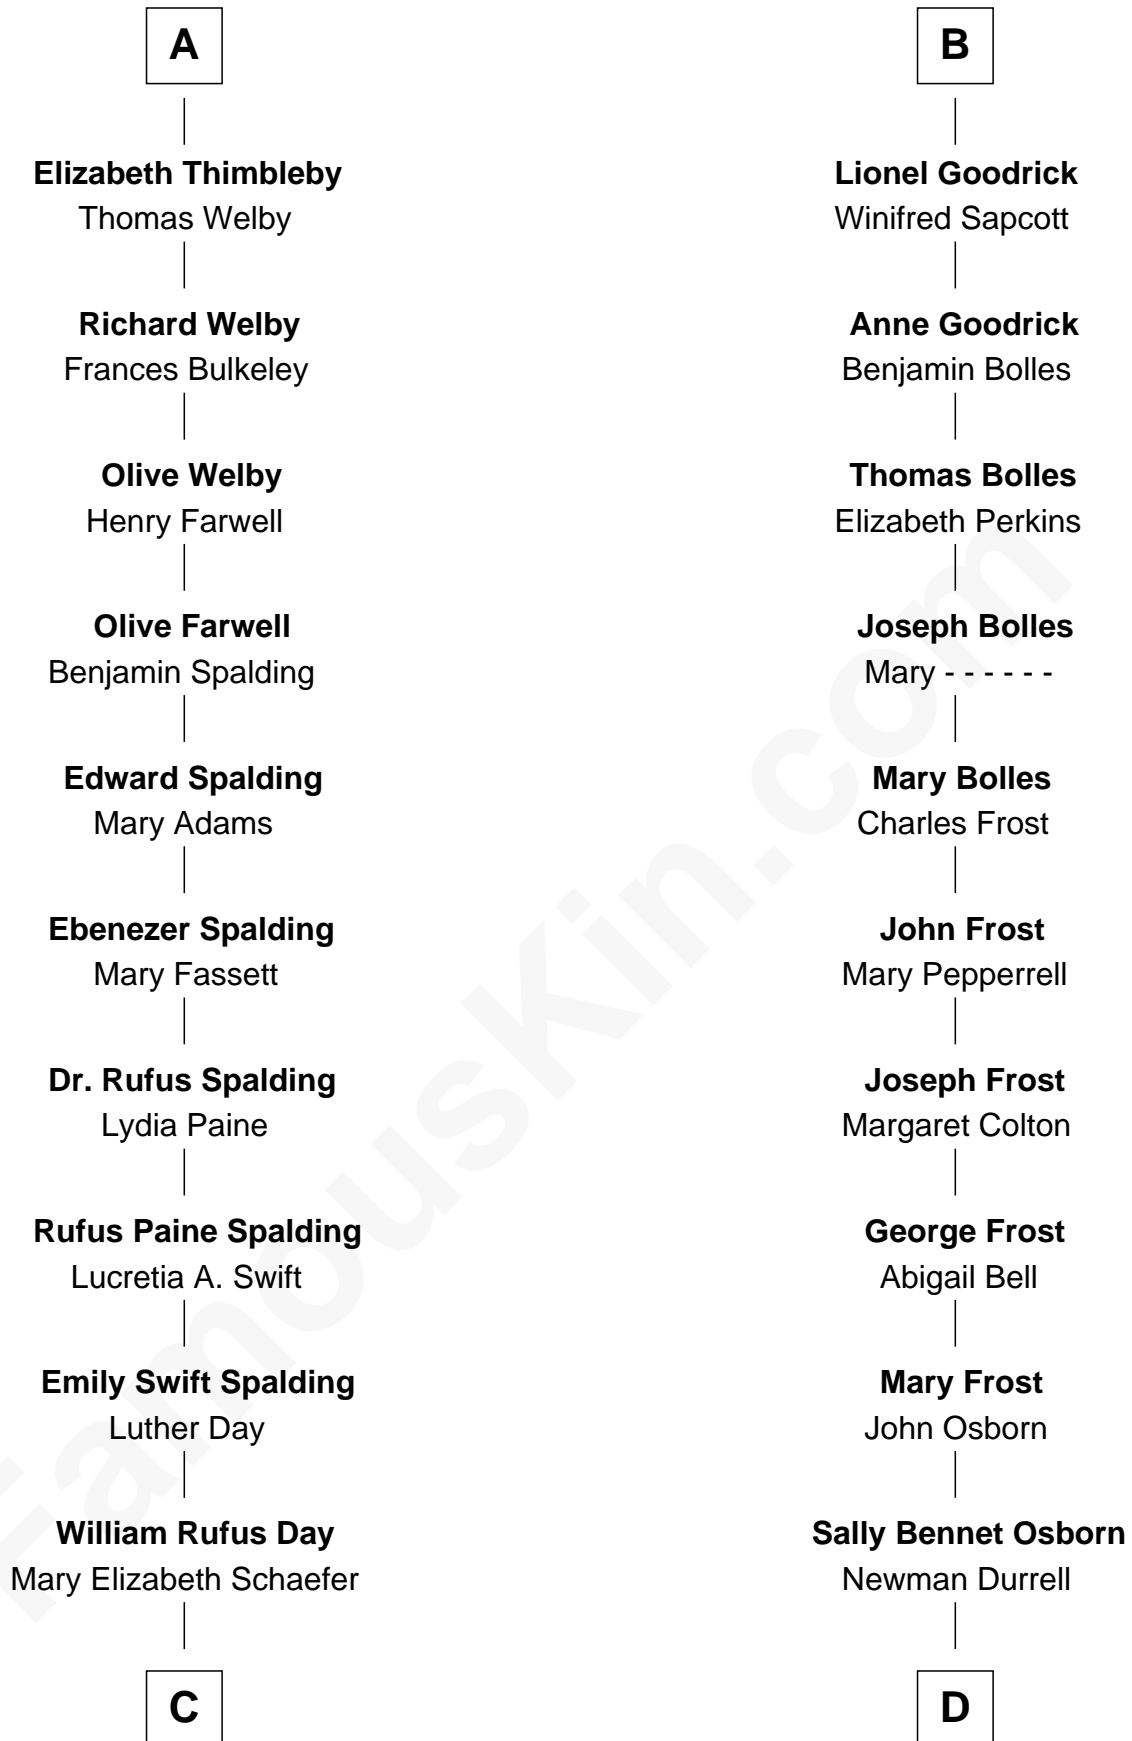 A
Elizabeth Thimbleby
Thomas Welby
Richard Welby
Frances Bulkeley
Olive Welby
Henry Farwell
Olive Farwell
Benjamin Spalding
Edward Spalding
Mary Adams
Ebenezer Spalding
Mary Fassett
Dr. Rufus Spalding
Lydia Paine
Rufus Paine Spalding
Lucretia A. Swift
Emily Swift Spalding
Luther Day
William Rufus Day
Mary Elizabeth Schaefer
C
B
Lionel Goodrick
Winifred Sapcott
Anne Goodrick
Benjamin Bolles
Thomas Bolles
Elizabeth Perkins
Joseph Bolles
Mary - - - - - -
Mary Bolles
Charles Frost
John Frost
Mary Pepperrell
Joseph Frost
Margaret Colton
George Frost
Abigail Bell
Mary Frost
John Osborn
Sally Bennet Osborn
Newman Durrell
D
FamousKin.com